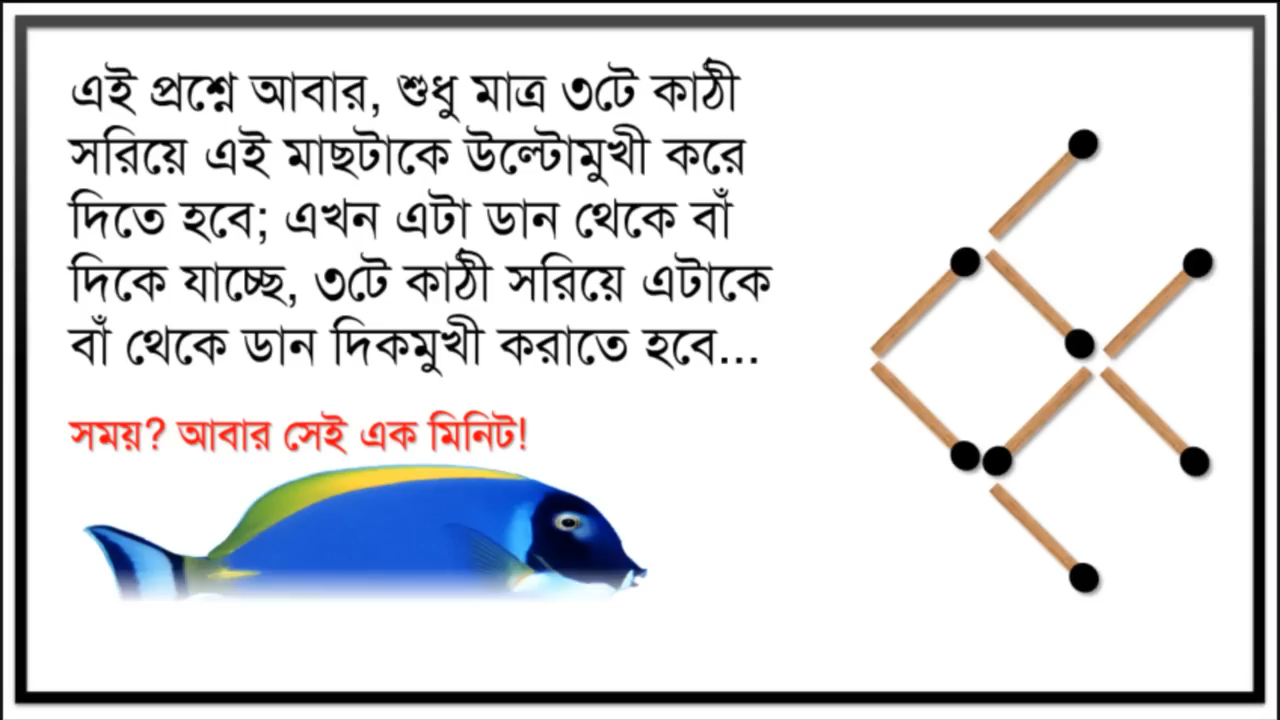 এই প্রশ্নে আবার, শুধু মাত্র ৩টে কাঠী
সরিয়ে এই মাছটাকে উল্টোমুখী করে
দিতে হবে; এখন এটা ডান থেকে বাঁ
দিকে যাচ্ছে, ৩টে কাঠী সরিয়ে এটাকে
বাঁ থেকে ডান দিকমুখী করাতে হবে...
সময়? আবার সেই এক মিনিট!